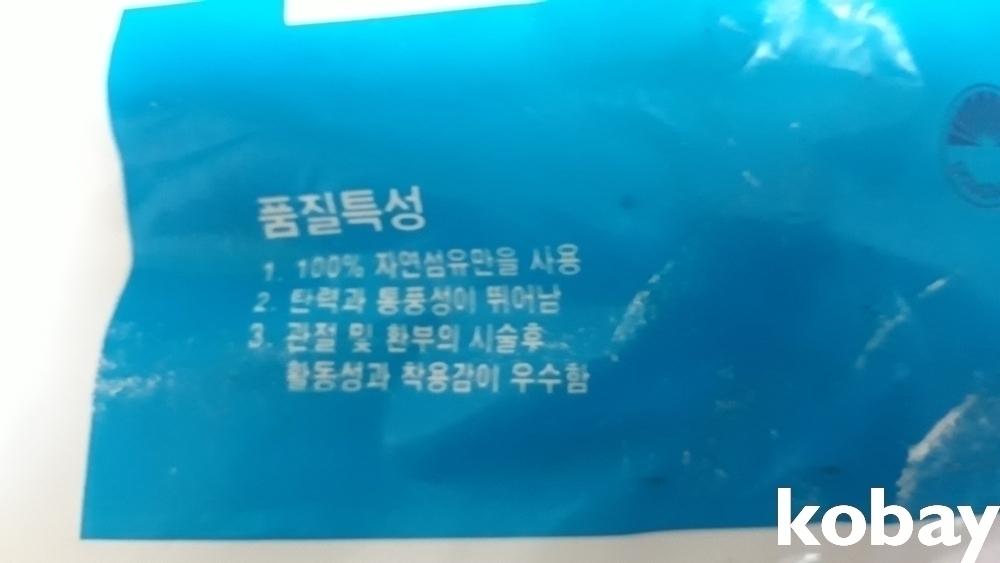 품질특성
1. 100% 자연섬유만을 사용
2. 탄력과 통풍성이 뛰어남
3. 관절 및 환부의 시술후
활동성과 착용감이 우수함
kobay